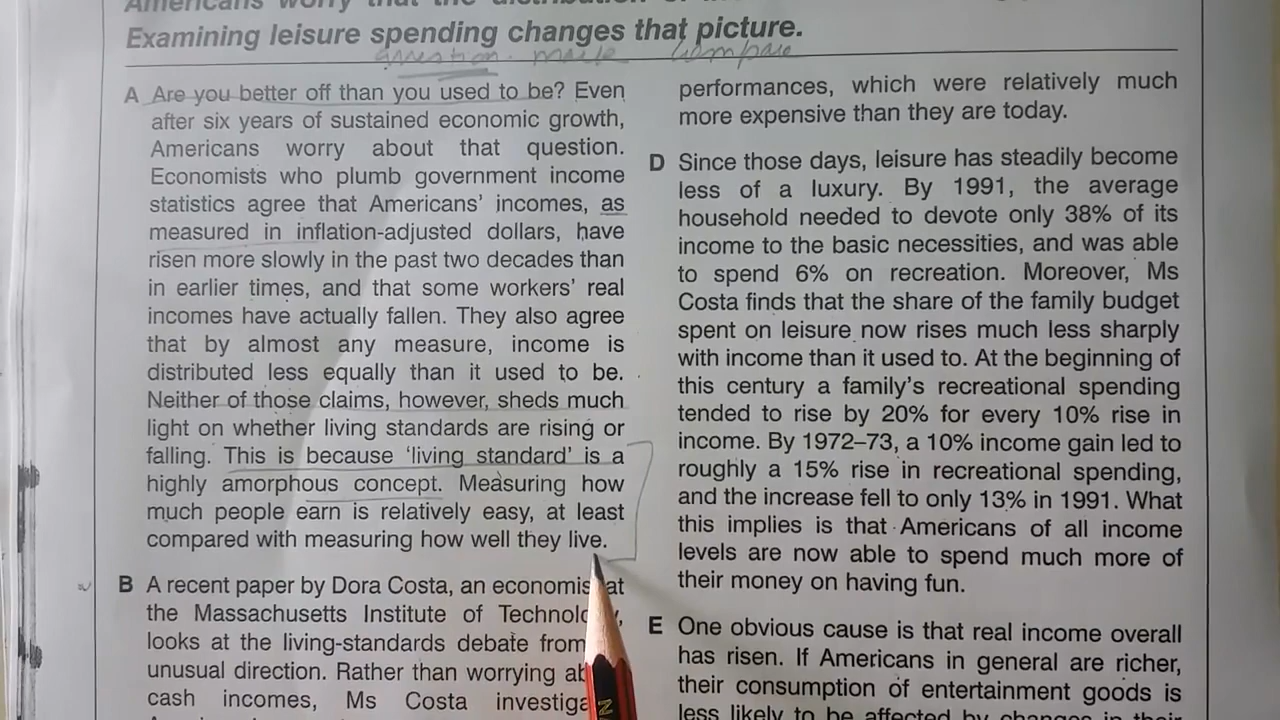 Americans worry that the distribution of
Examining leisure spending changes that picture.
question mark compare
A Are you better off than you used to be? Even
after six years of sustained economic growth,
Americans worry about that question.
Economists who plumb government income
statistics agree that Americans' incomes, as
measured in inflation-adjusted dollars, have
risen more slowly in the past two decades than
in earlier times, and that some workers' real
incomes have actually fallen. They also agree
that by almost any measure, income is
distributed less equally than it used to be.
Neither of those claims, however, sheds much
light on whether living standards are rising or
falling. This is because 'living standard' is a
highly amorphous concept. Measuring how
much people earn is relatively easy, at least
compared with measuring how well they live.
B A recent paper by Dora Costa, an economist at
the Massachusetts Institute of Technology,
looks at the living-standards debate from
unusual direction. Rather than worrying
cash incomes, Ms Costa
performances, which were relatively much
more expensive than they are today.
D Since those days, leisure has steadily become
less of a luxury. By 1991, the average
household needed to devote only 38% of its
income to the basic necessities, and was able
to spend 6% on recreation. Moreover, Ms
Costa finds that the share of the family budget
spent on leisure now rises much less sharply
with income than it used to. At the beginning of
this century a family's recreational spending
tended to rise by 20% for every 10% rise in
income. By 1972–73, a 10% income gain led to
roughly a 15% rise in recreational spending,
and the increase fell to only 13% in 1991. What
this implies is that Americans of all income
levels are now able to spend much more of
their money on having fun.
E One obvious cause is that real income overall
has risen. If Americans in general are richer,
their consumption of entertainment goods is
less likely to be affected by changes in their